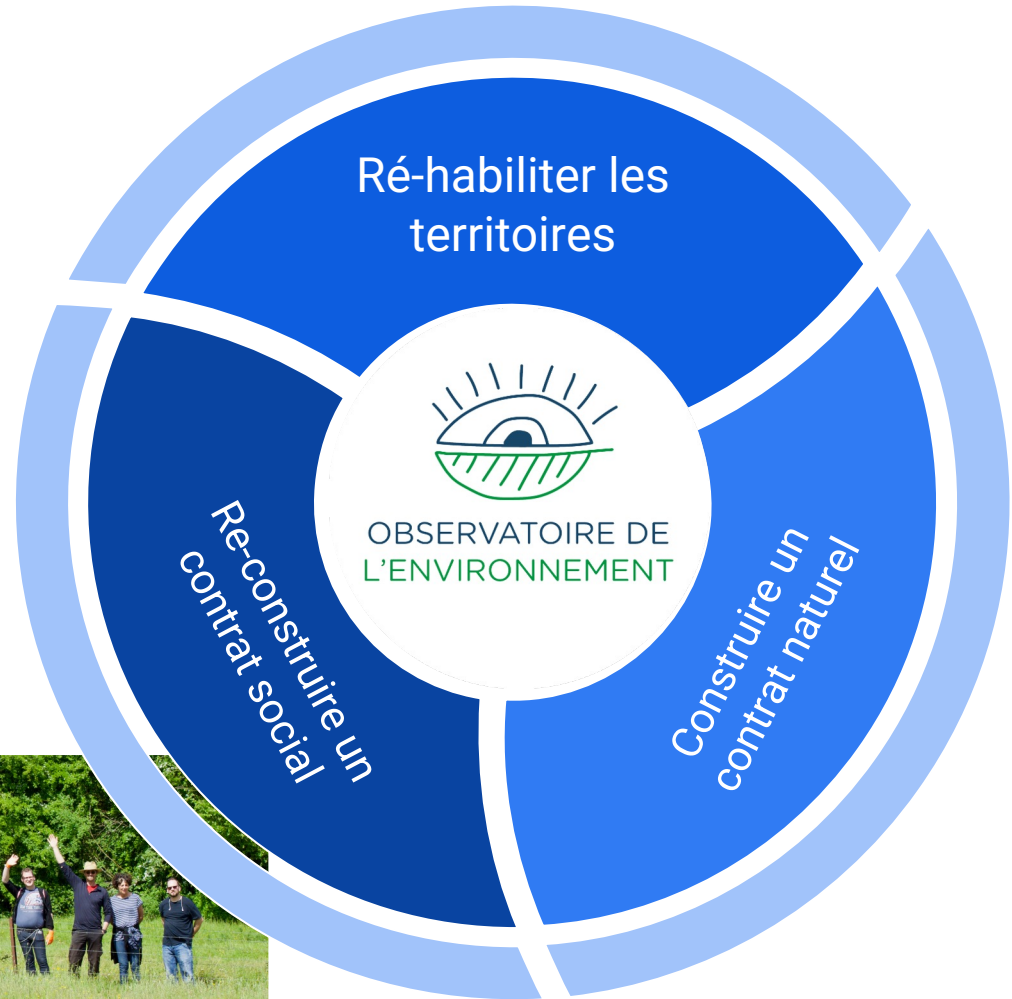 Ré-habiliter les
territoires
OBSERVATOIRE DE
L'ENVIRONNEMENT
Re-construire un
contrat social
Construire un
contrat naturel